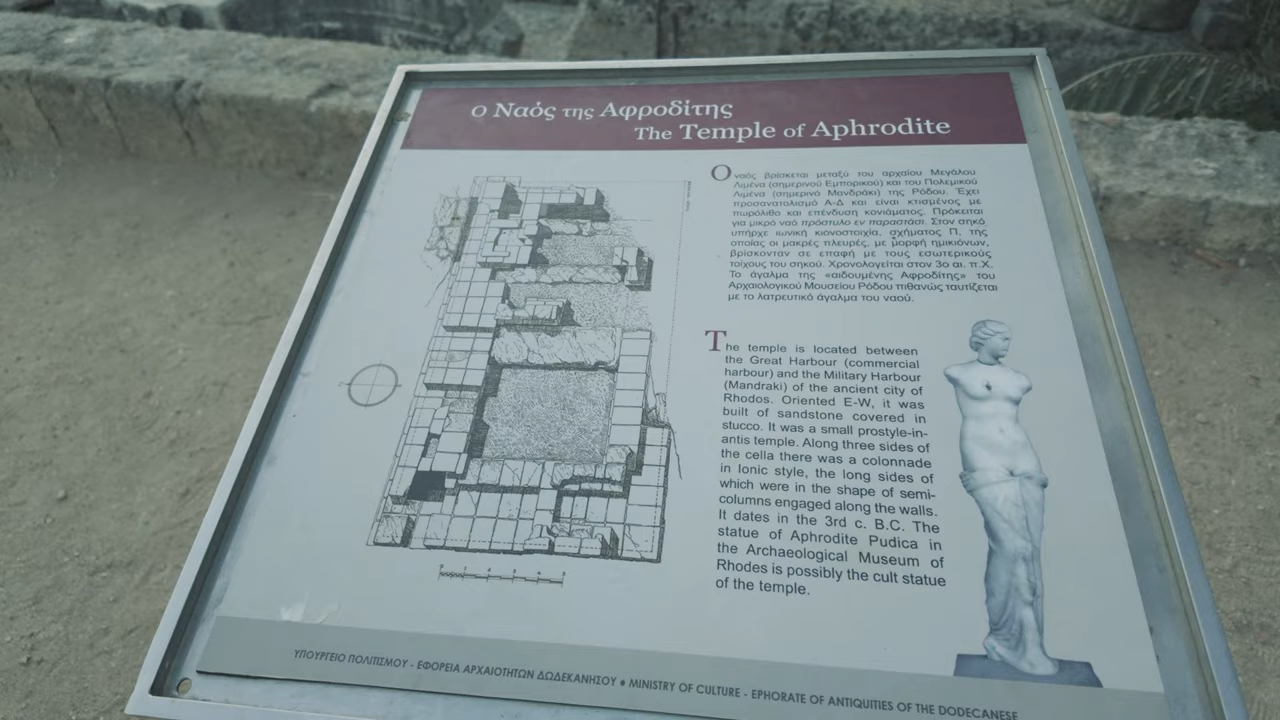 Ο Ναός της Αφροδίτης
The Temple of Aphrodite
Ο ναός βρίσκεται μεταξύ του αρχαίου Μεγάλου
Λιμένα (σημερινού Εμπορικού) και του Πολεμικού
Λιμένα (σημερινό Μανδράκι) της Ρόδου. Έχει
προσανατολισμό Α-Δ και είναι κτισμένος με
πωρόλιθο και επένδυση κονιάματος. Πρόκειται
για μικρό ναό πρόστυλο εν παραστάσι. Στον σηκό
υπήρχε ιωνική κιονοστοιχία, σχήματος Π, της
οποίας οι μακρές πλευρές, με μορφή ημικιόνων,
βρίσκονταν σε επαφή με τους εσωτερικούς
τοίχους του σηκού. Χρονολογείται στον 3ο αι. π.Χ.
Το άγαλμα της «αιδουμένης Αφροδίτης» του
Αρχαιολογικού Μουσείου Ρόδου πιθανώς ταυτίζεται
με το λατρευτικό άγαλμα του ναού.
The temple is located between
the Great Harbour (commercial
harbour) and the Military Harbour
(Mandraki) of the ancient city of
Rhodos. Oriented E-W, it was
built of sandstone covered in
stucco. It was a small prostyle-in-
antis temple. Along three sides of
the cella there was a colonnade
in Ionic style, the long sides of
which were in the shape of semi-
columns engaged along the walls.
It dates in the 3rd c. B.C. The
statue of Aphrodite Pudica in
the Archaeological Museum of
Rhodes is possibly the cult statue
of the temple.
ΥΠΟΥΡΓΕΙΟ ΠΟΛΙΤΙΣΜΟΥ - ΕΦΟΡΕΙΑ ΑΡΧΑΙΟΤΗΤΩΝ ΔΩΔΕΚΑΝΗΣΟΥ ● MINISTRY OF CULTURE - EPHORATE OF ANTIQUITIES OF THE DODECANESE